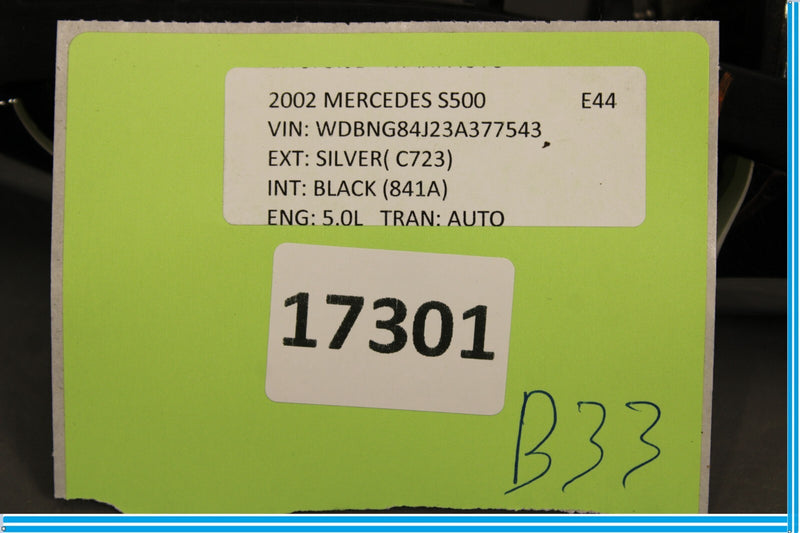 2002 MERCEDES S500 E44
VIN: WDBNG84J23A377543
EXT: SILVER( C723)
INT: BLACK (841A)
ENG: 5.0L TRAN: AUTO
17301
B33